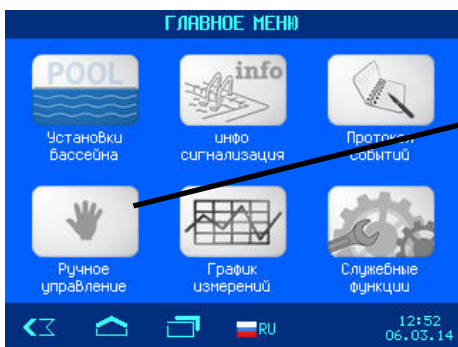 ГЛАВНОЕ МЕНЮ
POOL
info
Установки
бассейна
инфо
сигнализация
Протокол
событий
Ручное
управление
График
измерений
Служебные
функции
RU
12:52
06.03.14